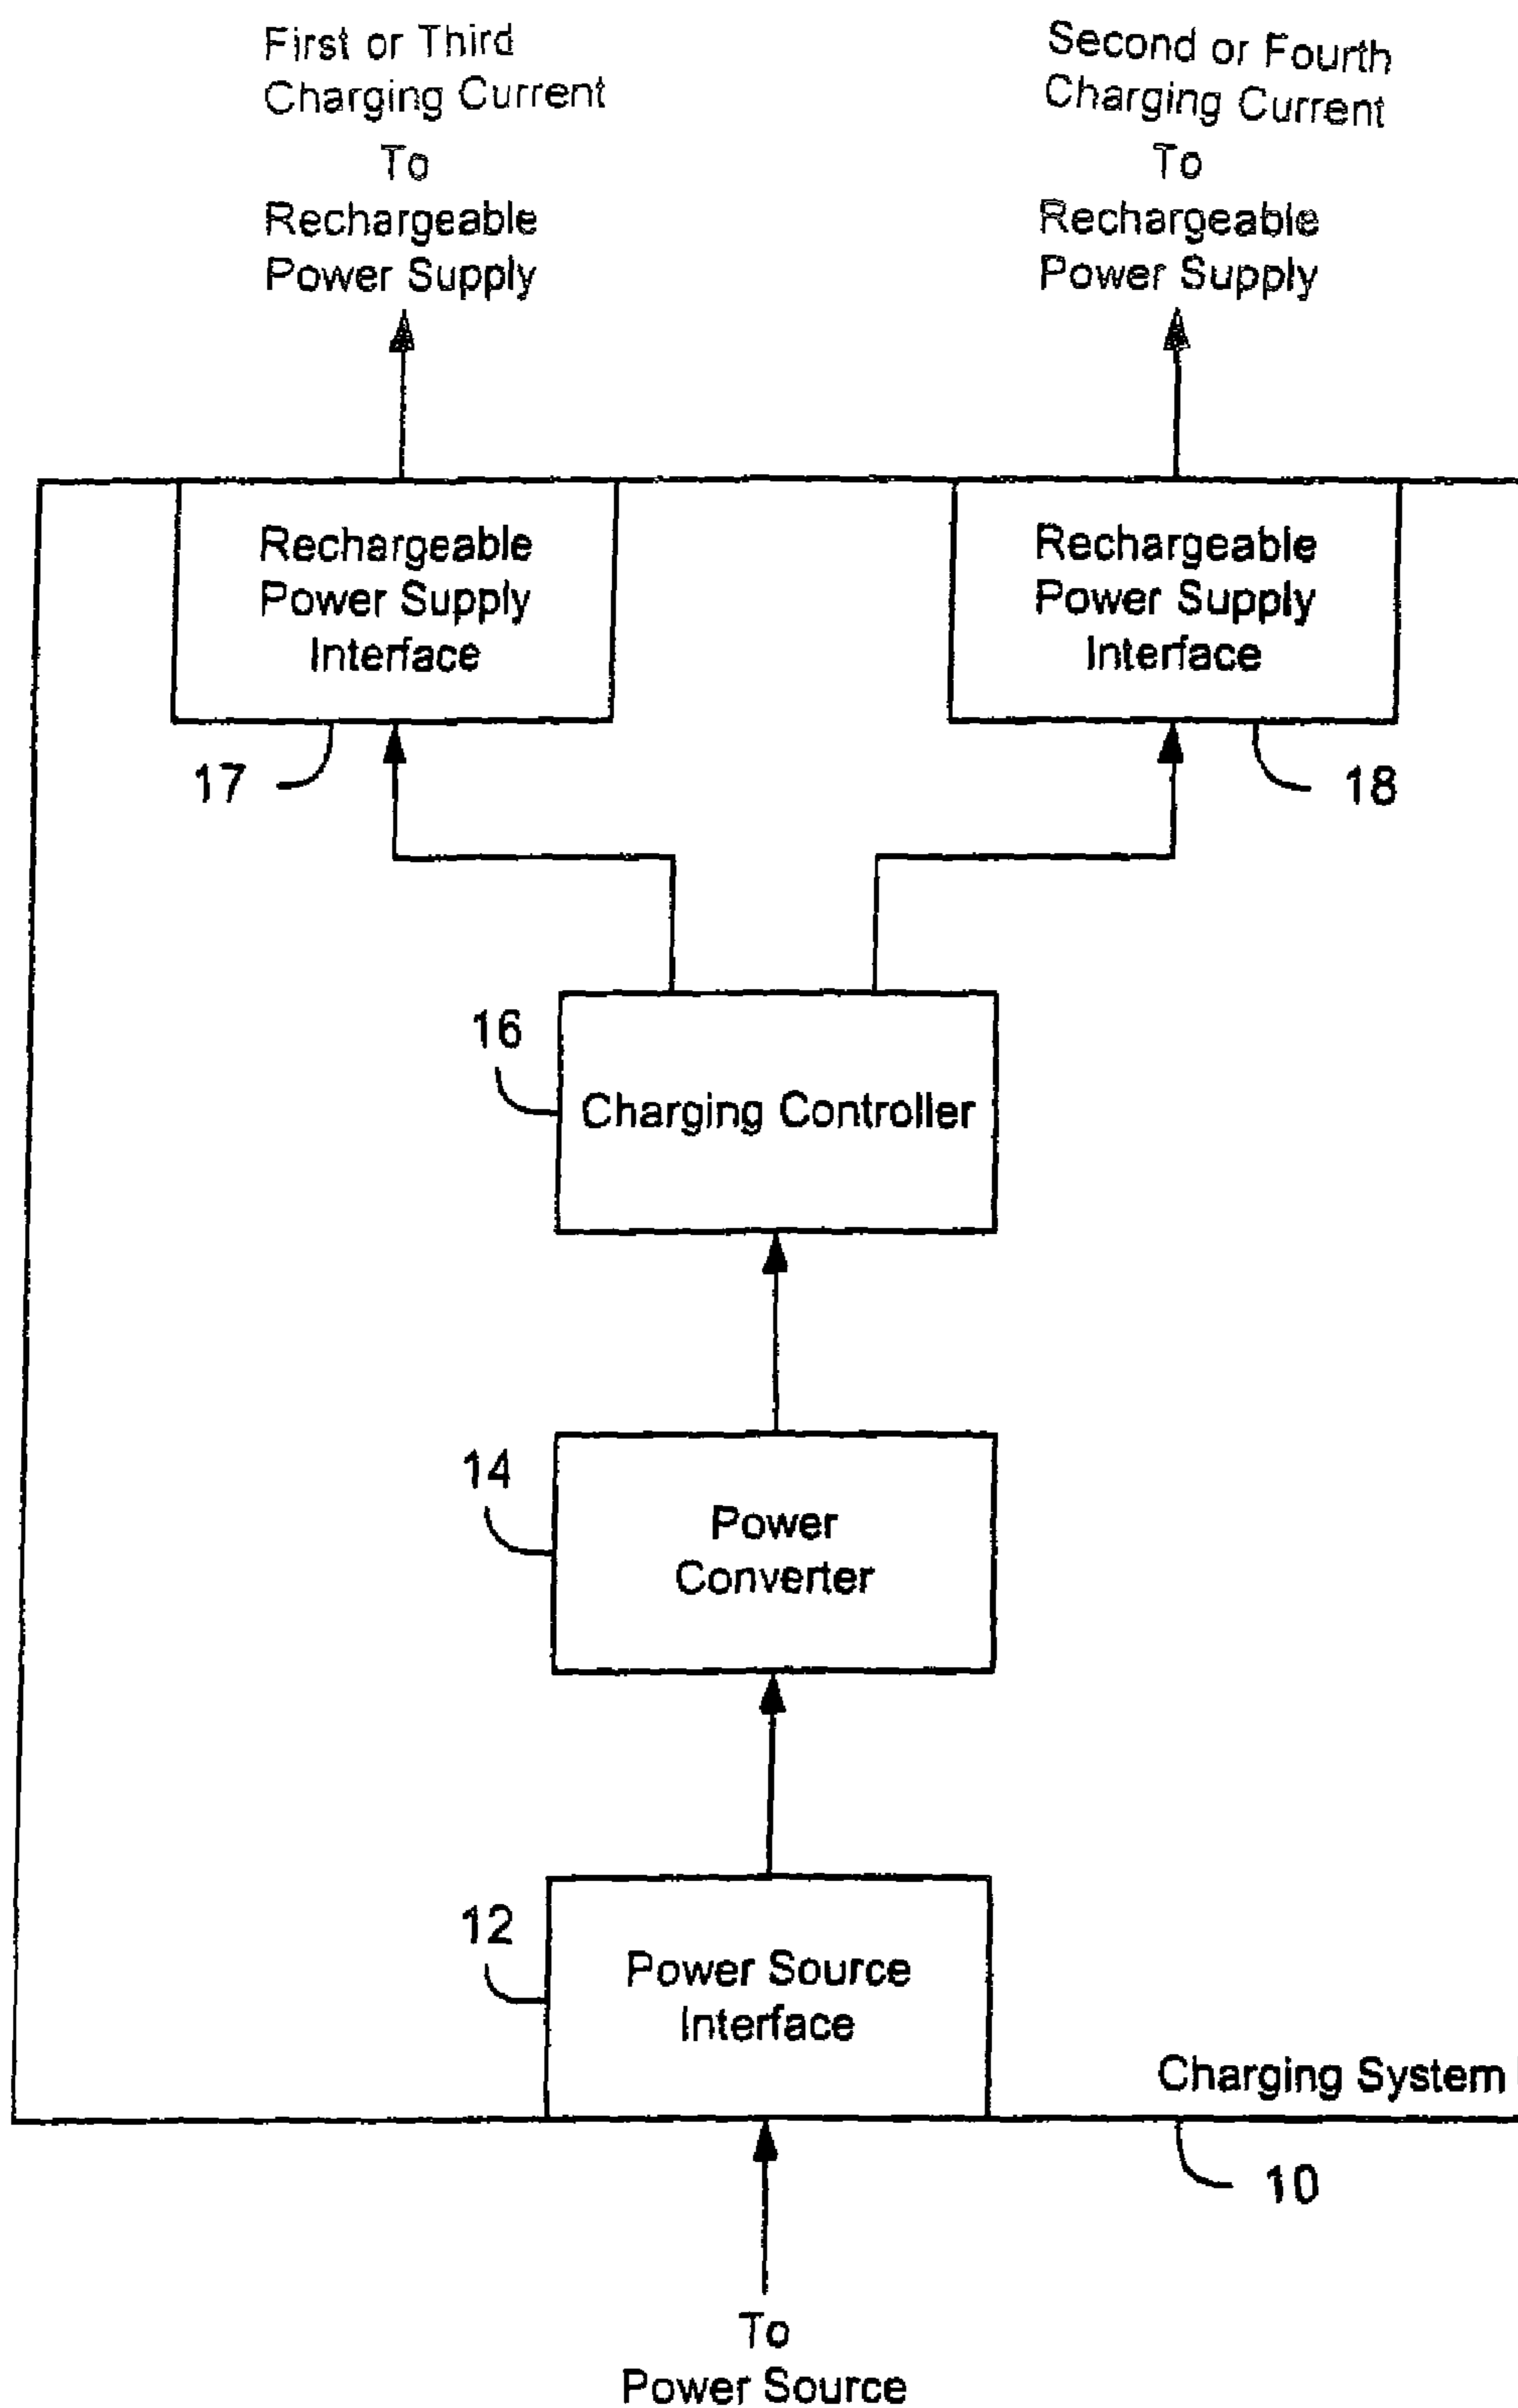 First or Third
Charging Current
To
Rechargeable
Power Supply
Second or Fourth
Charging Current
To
Rechargeable
Power Supply
Rechargeable
Power Supply
Interface
Rechargeable
Power Supply
Interface
17
18
16
Charging Controller
14
Power
Converter
12
Power Source
Interface
Charging System
10
To
Power Source